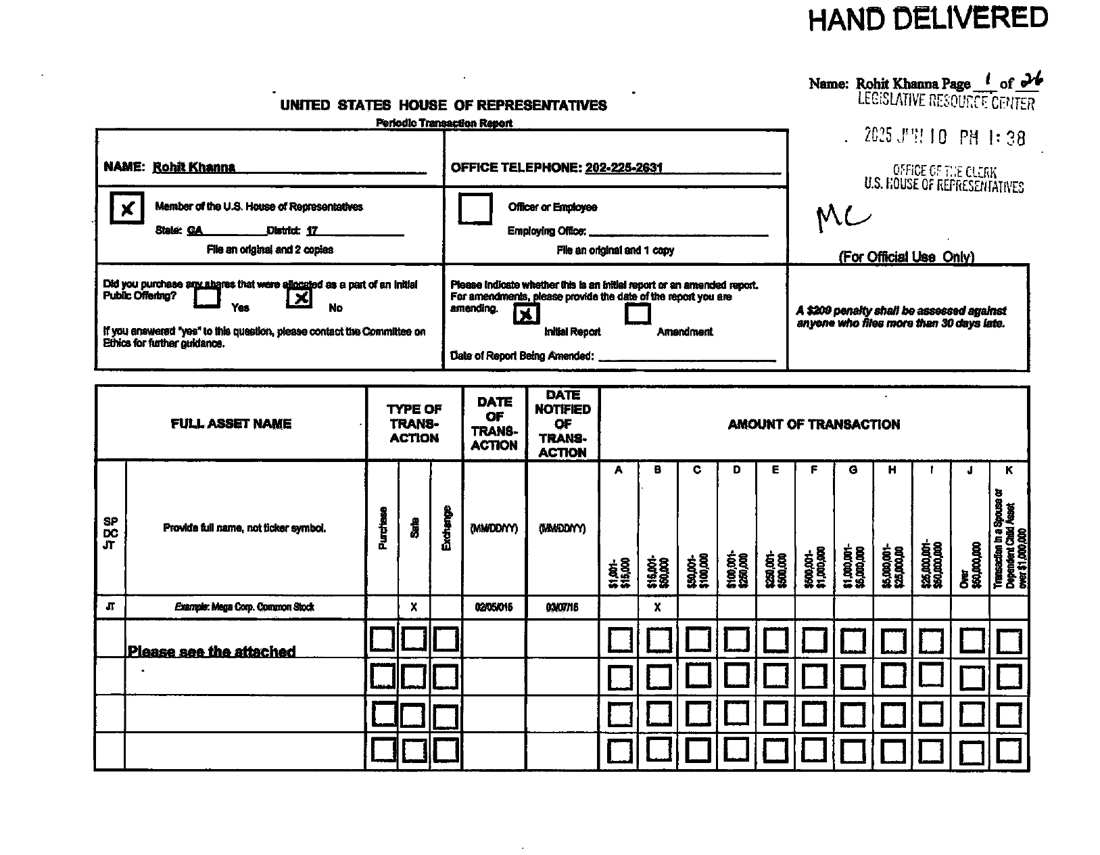 HAND DELIVERED
Name: Rohit Khanna Page 1 of 26
LEGISLATIVE RESOURCE CENTER
2025 JUN 10 PM 1:38
OFFICE OF THE CLERK
U.S. HOUSE OF REPRESENTATIVES
MC
(For Official Use Only)
UNITED STATES HOUSE OF REPRESENTATIVES
Periodic Transaction Report
NAME: Rohit Khanna
OFFICE TELEPHONE: 202-225-2631
X
Member of the U.S. House of Representatives
State: CA District: 17
File an original and 2 copies
Officer or Employee
Employing Office:
File an original and 1 copy
Did you purchase any shares that were allocated as a part of an Initial
Public Offering?
Yes
X
No
If you answered "yes" to this question, please contact the Committee on
Ethics for further guidance.
Please indicate whether this is an initial report or an amended report.
For amendments, please provide the date of the report you are
amending.
X
Initial Report
Amendment
Date of Report Being Amended:
A $200 penalty shall be assessed against
anyone who files more than 30 days late.
FULL ASSET NAME
TYPE OF
TRANS-
ACTION
DATE
OF
TRANS-
ACTION
DATE
NOTIFIED
OF
TRANS-
ACTION
AMOUNT OF TRANSACTION
SP
DC
JT
Provide full name, not ticker symbol.
Purchase
Sale
Exchange
(MM/DD/YY)
(MM/DD/YY)
A
B
C
D
E
F
G
H
I
J
K
$1,001-
$15,000
$15,001-
$50,000
$50,001-
$100,000
$100,001-
$250,000
$250,001-
$500,000
$500,001-
$1,000,000
$1,000,001-
$5,000,000
$5,000,001-
$25,000,00
$25,000,001-
$50,000,000
Over
$50,000,000
Transaction in a Spouse or
Dependent Child Asset
over $1,000,000
JT Example: Mega Corp. Common Stock X 02/05/015 03/07/15 X
Please see the attached